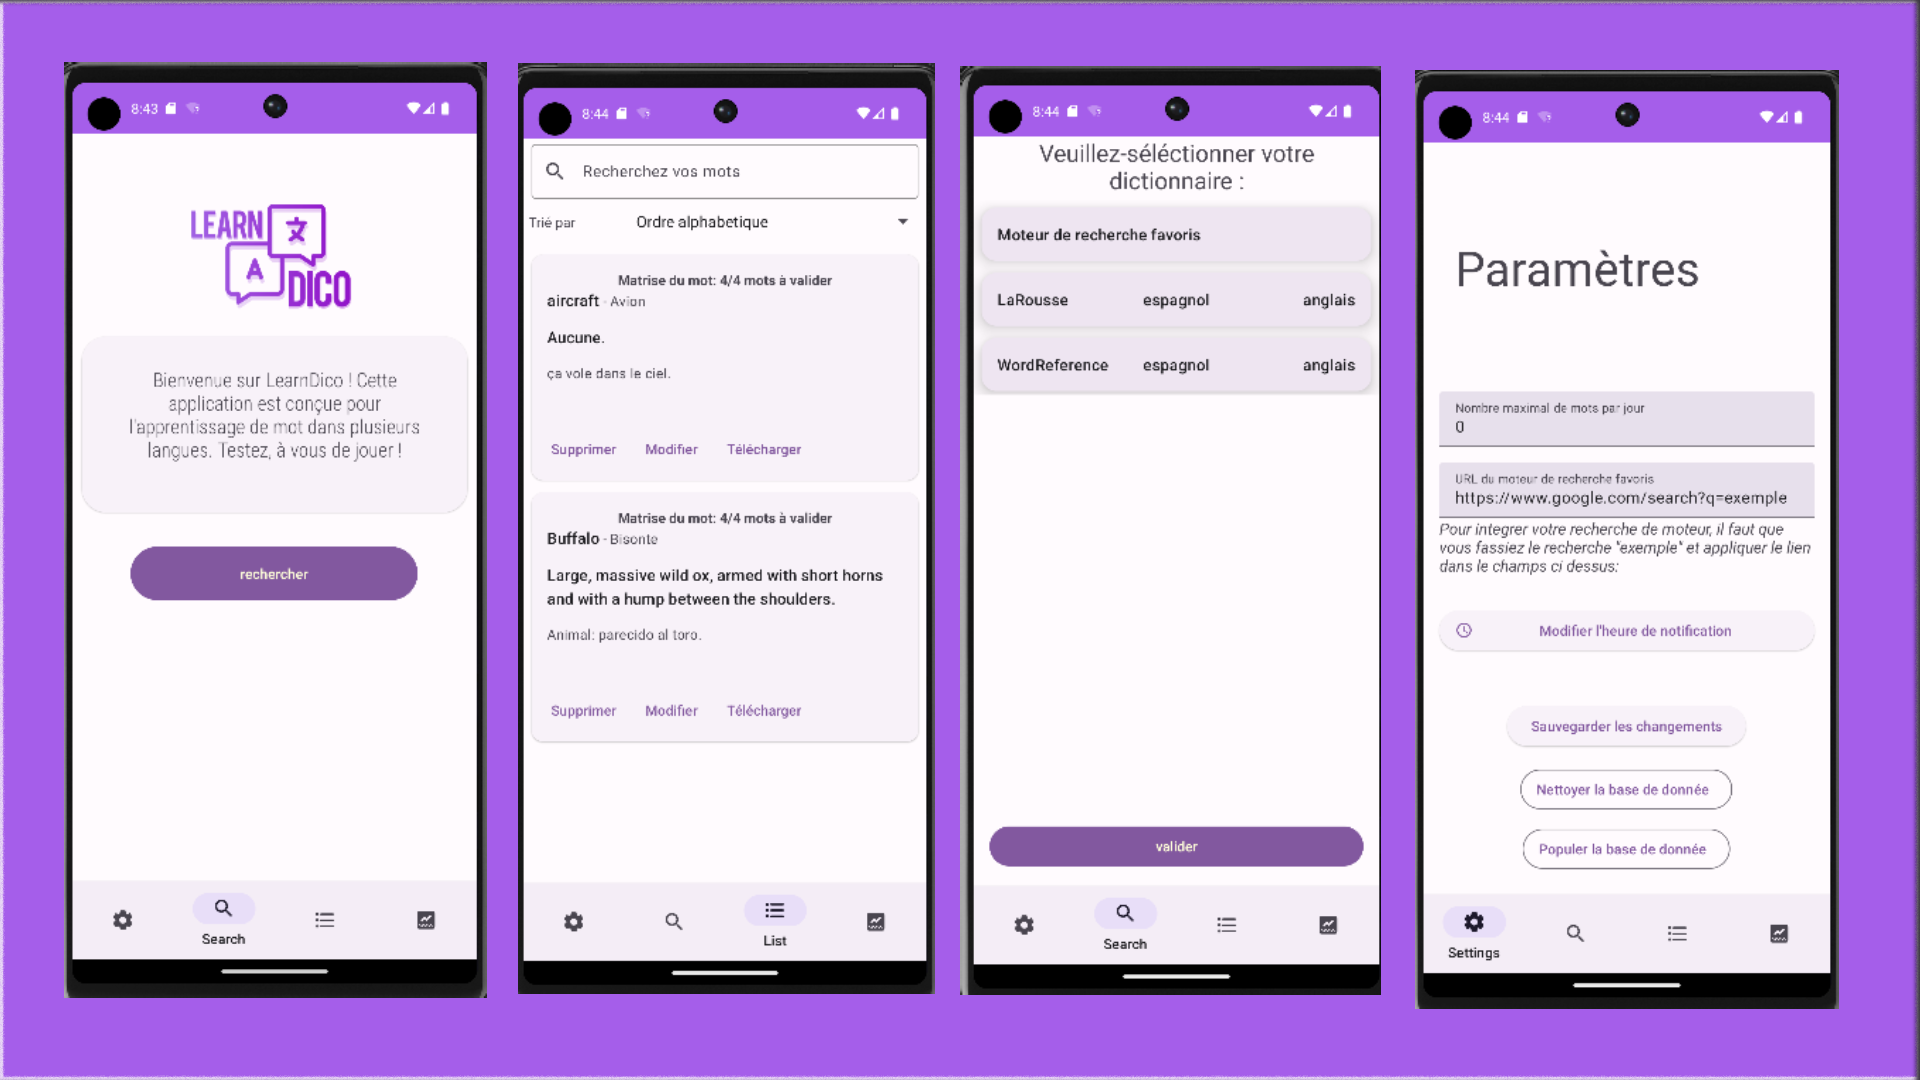 8:43
LEARN
文
A
DICO
Bienvenue sur LearnDico ! Cette
application est conçue pour
l'apprentissage de mot dans plusieurs
langues. Testez, à vous de jouer !
rechercher
Search
8:44
Recherchez vos mots
Trié par
Ordre alphabetique
Matrise du mot: 4/4 mots à valider
aircraft - Avion
Aucune.
ça vole dans le ciel.
Supprimer Modifier Télécharger
Matrise du mot: 4/4 mots à valider
Buffalo - Bisonte
Large, massive wild ox, armed with short horns
and with a hump between the shoulders.
Animal: parecido al toro.
Supprimer Modifier Télécharger
List
8:44
Veuillez-séléctionner votre
dictionnaire :
Moteur de recherche favoris
LaRousse espagnol anglais
WordReference espagnol anglais
valider
Search
8:44
Paramètres
Nombre maximal de mots par jour
0
URL du moteur de recherche favoris
https://www.google.com/search?q=exemple
Pour integrer votre recherche de moteur, il faut que
vous fassiez le recherche "exemple" et appliquer le lien
dans le champs ci dessus:
Modifier l'heure de notification
Sauvegarder les changements
Nettoyer la base de donnée
Populer la base de donnée
Settings